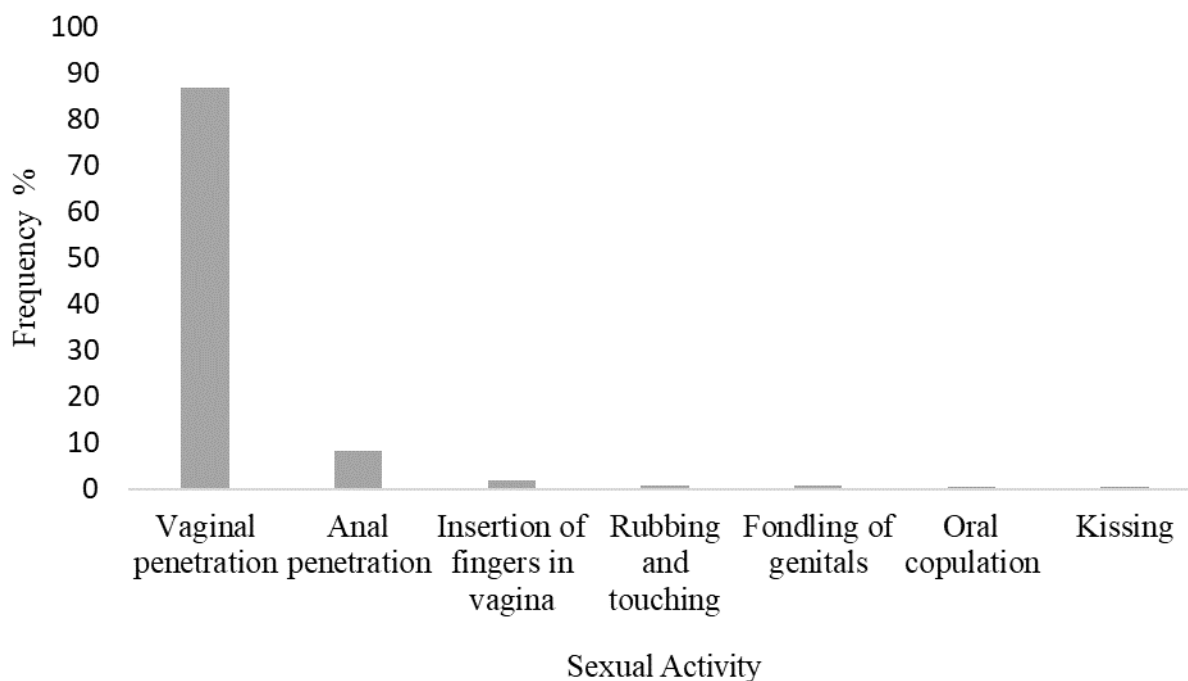 100
90
80
70
60
50
40
30
20
10
0
Frequency %
Vaginal
penetration
Anal
penetration
Insertion of
fingers in
vagina
Rubbing
and
touching
Fondling of
genitals
Oral
copulation
Kissing
Sexual Activity